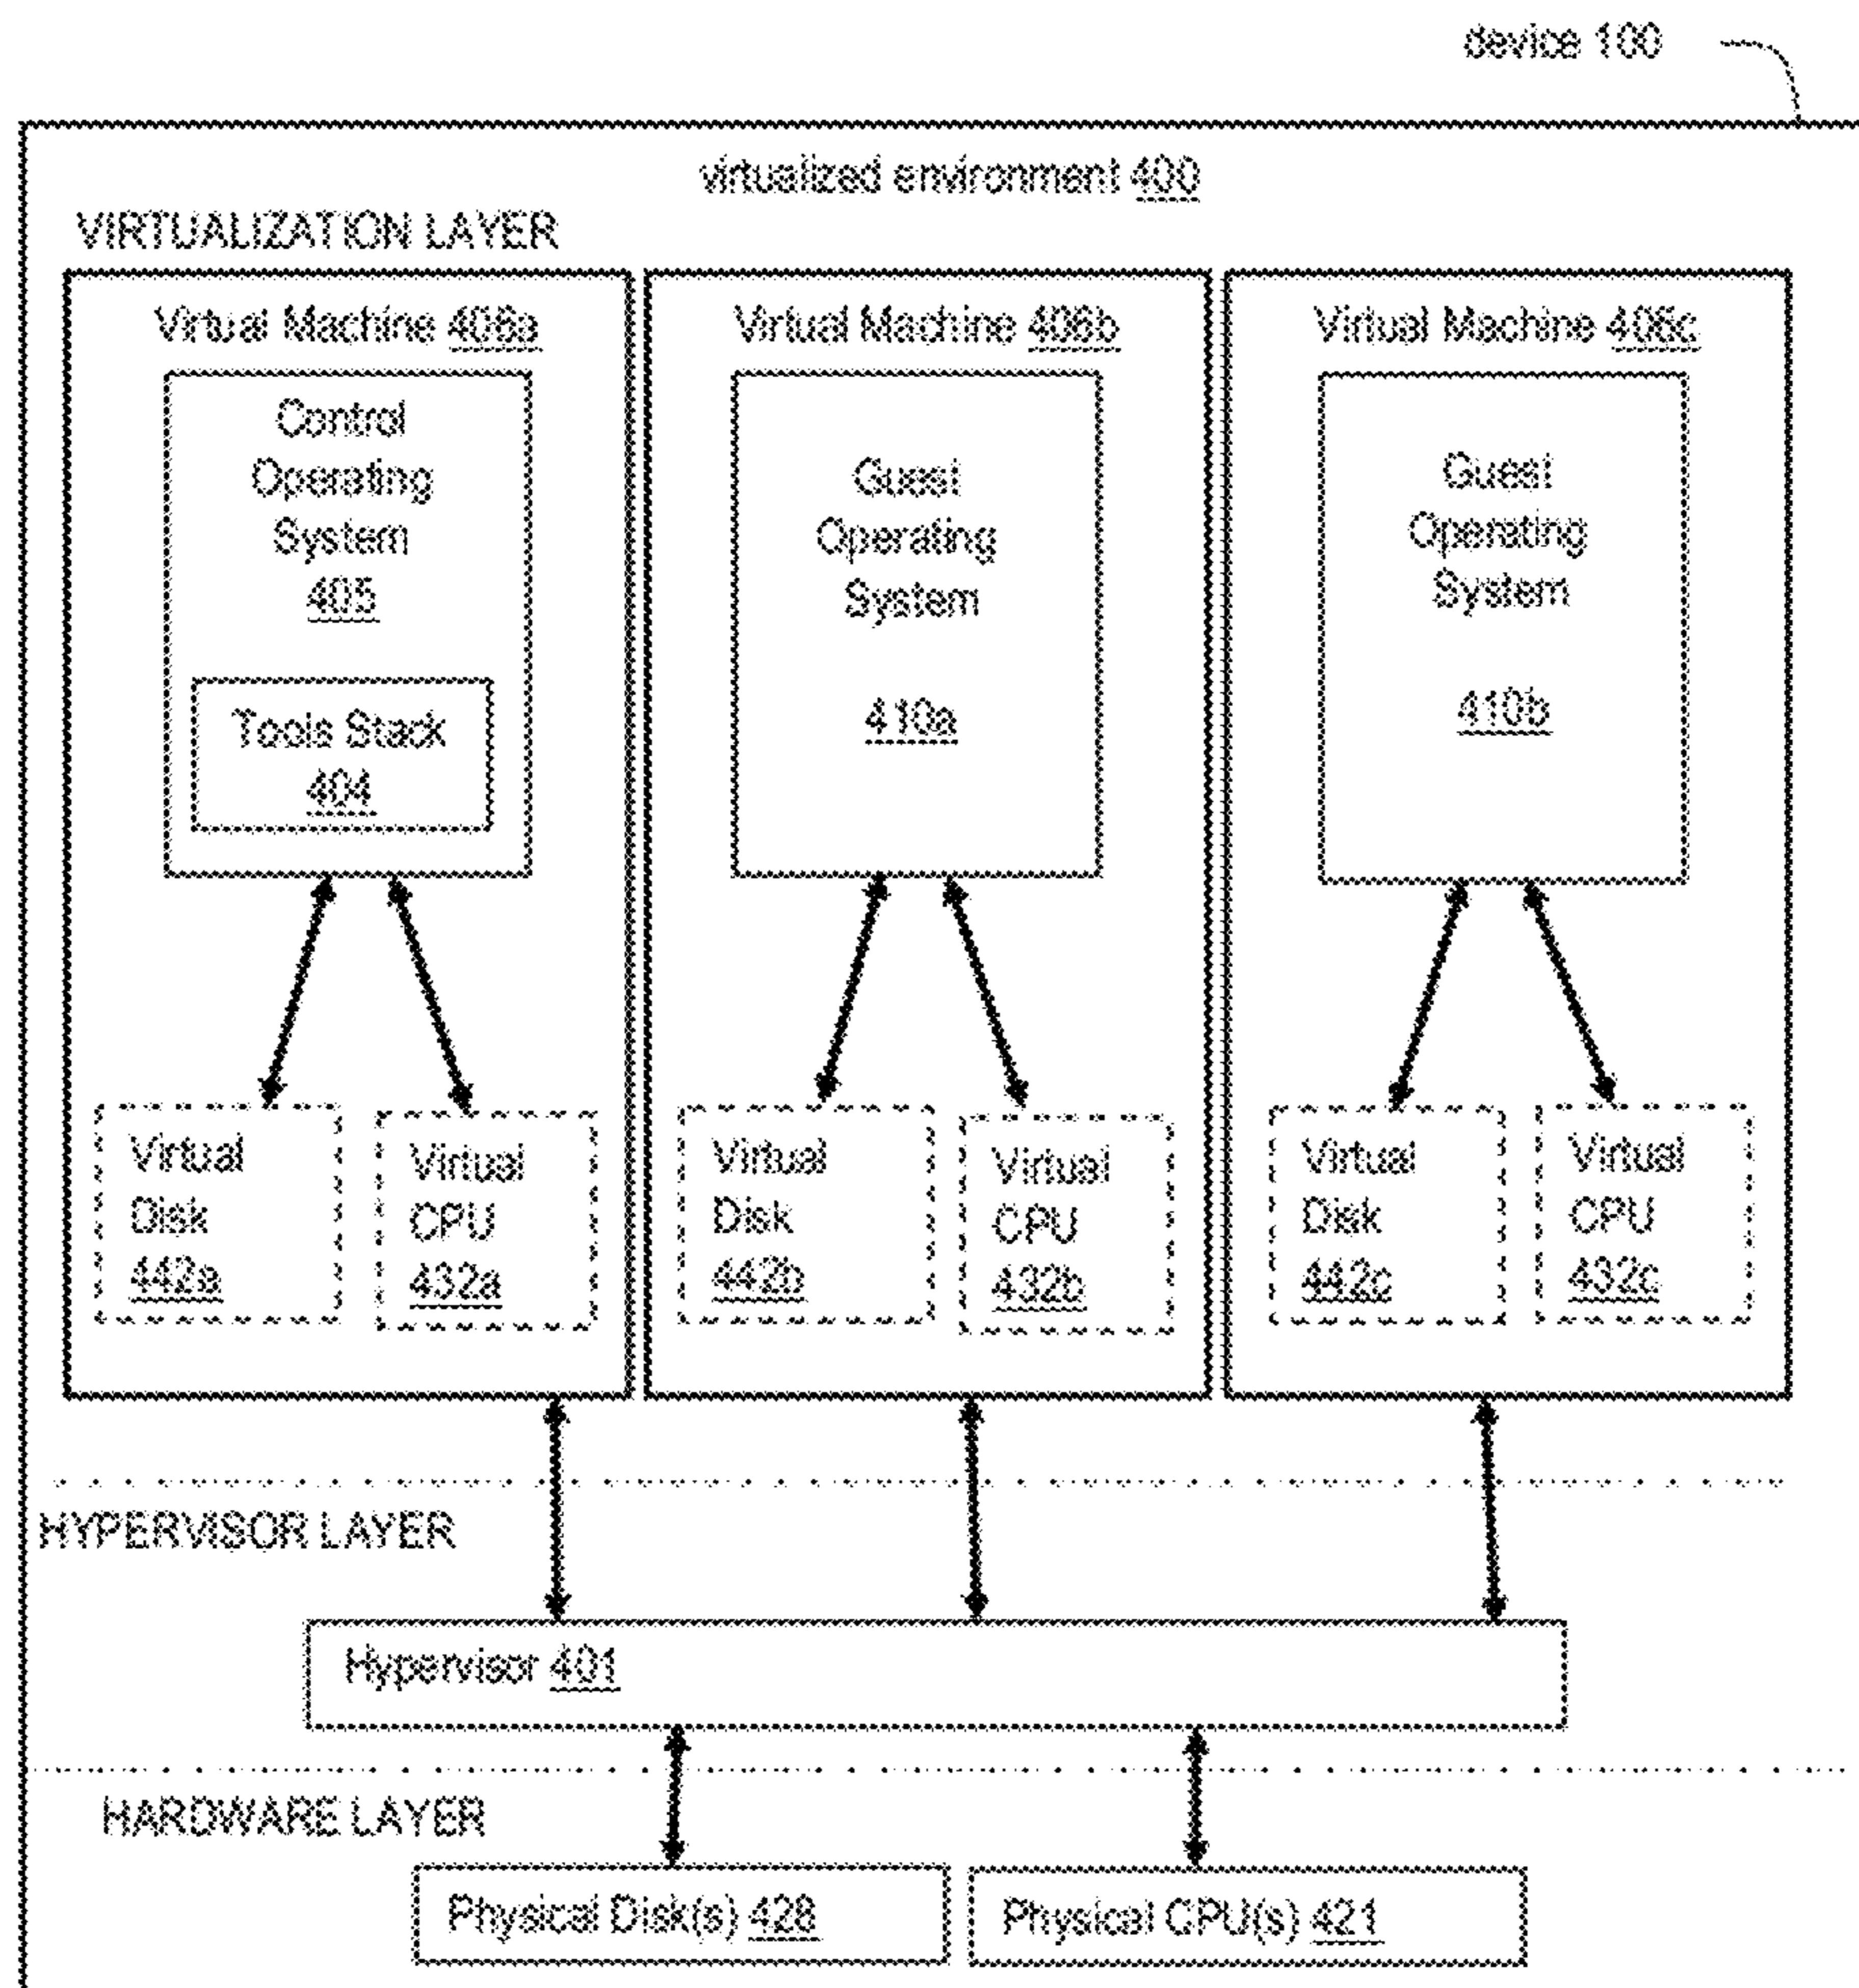 device 100
virtualized environment 400
VIRTUALIZATION LAYER
Virtual Machine 406a
Control
Operating
System
405
Tools Stack
404
Virtual
Disk
442a
Virtual
CPU
432a
Virtual Machine 406b
Guest
Operating
System
410a
Virtual
Disk
442b
Virtual
CPU
432b
Virtual Machine 406c
Guest
Operating
System
410b
Virtual
Disk
442c
Virtual
CPU
432c
HYPERVISOR LAYER
Hypervisor 401
HARDWARE LAYER
Physical Disk(s) 428
Physical CPU(s) 421